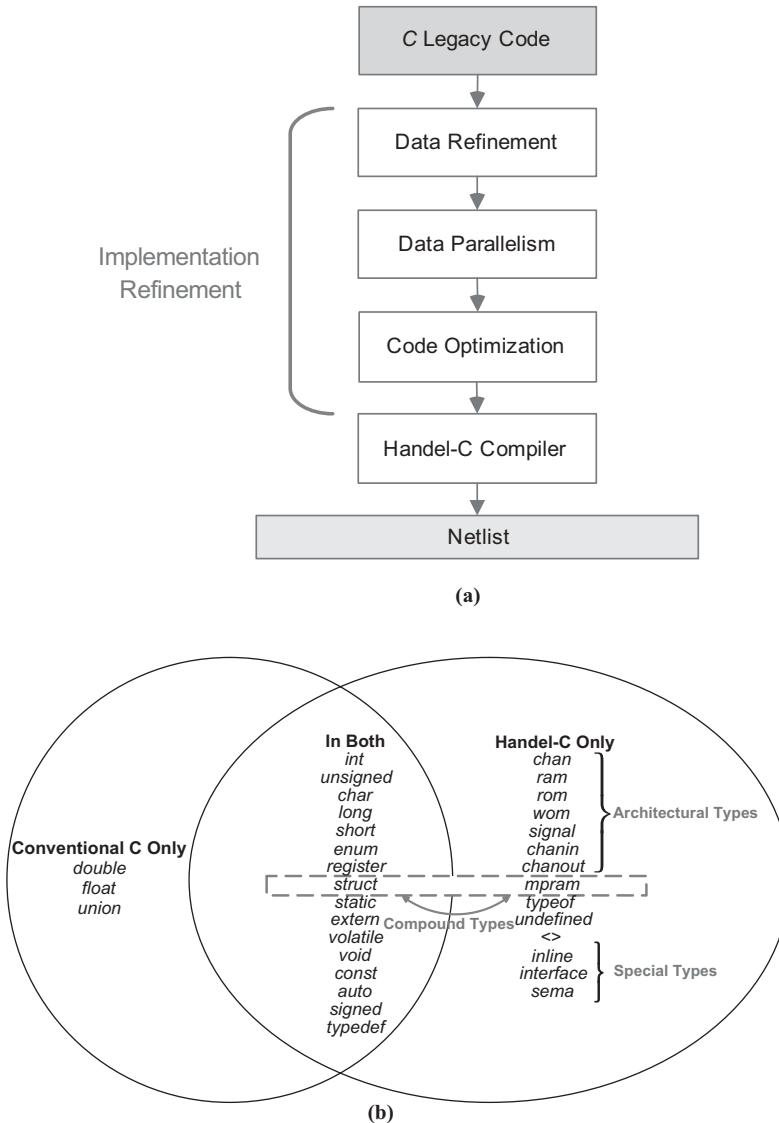 C Legacy Code
Data Refinement
Data Parallelism
Implementation
Refinement
Code Optimization
Handel-C Compiler
Netlist
(a)
In Both
int
unsigned
char
long
short
enum
register
struct
static
extern
volatile
void
const
auto
signed
typedef
Handel-C Only
chan
ram
rom
wom
signal
chanin
chanout
mpram
typeof
undefined
<>
inline
interface
sema
Architectural Types
Conventional C Only
double
float
union
Compound Types
Special Types
(b)